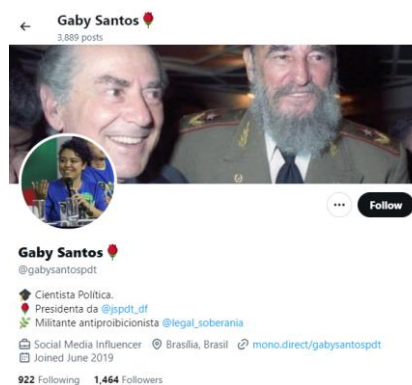 Gaby Santos
3,889 posts
Follow
Gaby Santos
@gabysantospdt
Cientista Política.
Presidenta da @jspdt_df
Militante antiproibicionista @legal_soberania
Social Media Influencer Brasília, Brasil mono.direct/gabysantospdt
Joined June 2019
922 Following 1,464 Followers